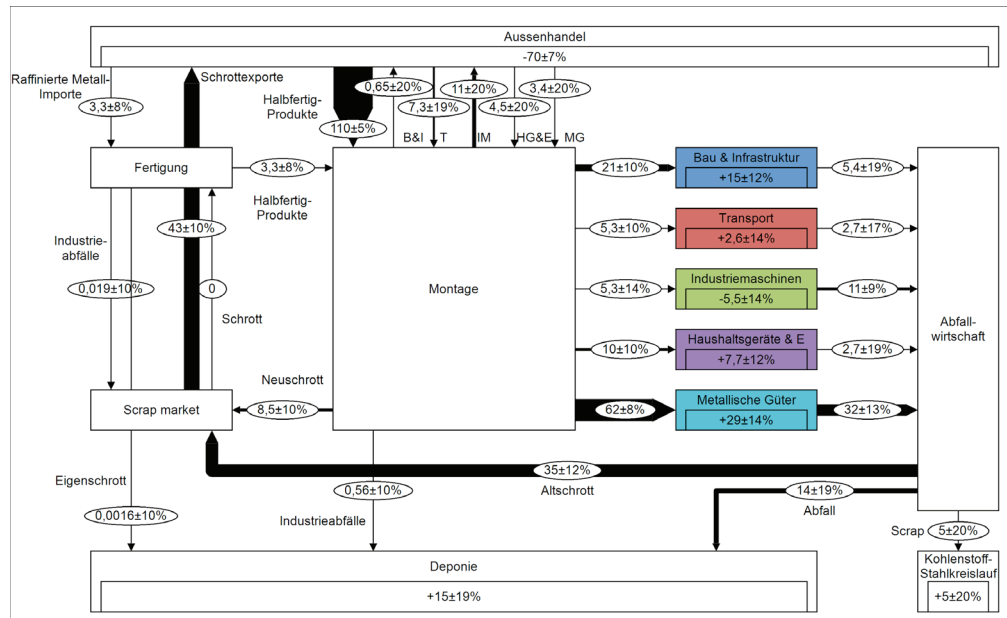 Aussenhandel
-70±7%
Raffinierte Metall-
Importe
3,3±8%
Schrottexporte
Halbfertig-
Produkte
110±5%
0,65±20%
B&I
7,3±19%
T
11±20%
IM
4,5±20%
HG&E
3,4±20%
MG
Fertigung
3,3±8%
Halbfertig-
Produkte
Montage
21±10%
Bau & Infrastruktur
+15±12%
5,4±19%
43±10%
Industrie-
abfälle
0,019±10%
0
Schrott
5,3±10%
Transport
+2,6±14%
2,7±17%
5,3±14%
Industriemaschinen
-5,5±14%
11±9%
Abfall-
wirtschaft
10±10%
Haushaltsgeräte & E
+7,7±12%
2,7±19%
Neuschrott
Scrap market
8,5±10%
62±8%
Metallische Güter
+29±14%
32±13%
35±12%
Altschrott
Eigenschrott
0,0016±10%
0,56±10%
Industrieabfälle
14±19%
Abfall
Scrap
5±20%
Deponie
+15±19%
Kohlenstoff-
Stahlkreislauf
+5±20%